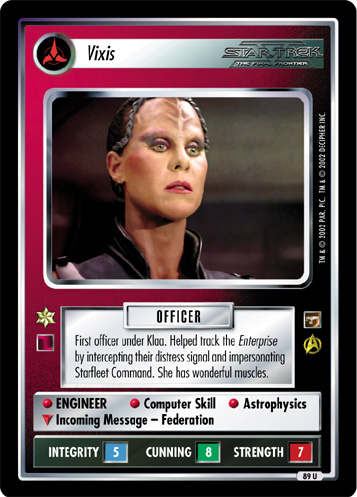 Vixis
STAR TREK V
THE FINAL FRONTIER
TM & © 2002 PAR. PIC. TM & © 2002 DECIPHER INC.
OFFICER
First officer under Klaa. Helped track the Enterprise
by intercepting their distress signal and impersonating
Starfleet Command. She has wonderful muscles.
ENGINEER Computer Skill Astrophysics
Incoming Message – Federation
INTEGRITY 5 CUNNING 8 STRENGTH 7
89 U